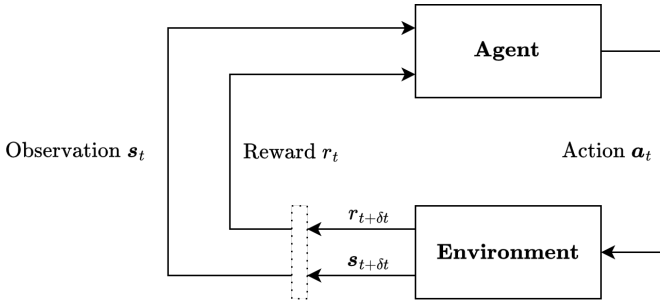 Agent
Observation s_t
Reward r_t
Action a_t
r_{t+δt}
Environment
s_{t+δt}